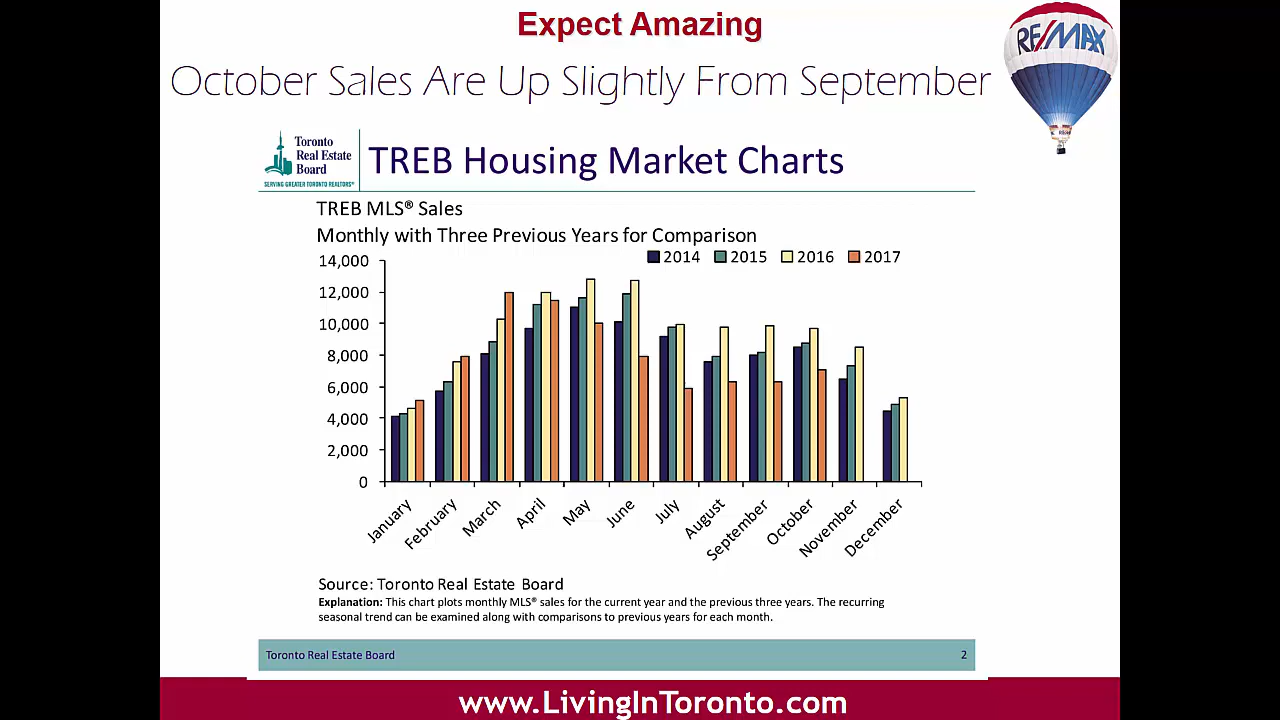 Expect Amazing
RE/MAX
October Sales Are Up Slightly From September
Toronto
Real Estate
Board
SERVING GREATER TORONTO REALTORS®
TREB Housing Market Charts
TREB MLS® Sales
Monthly with Three Previous Years for Comparison
2014 2015 2016 2017
14,000
12,000
10,000
8,000
6,000
4,000
2,000
0
January February March April May June July August September October November December
Source: Toronto Real Estate Board
Explanation: This chart plots monthly MLS® sales for the current year and the previous three years. The recurring
seasonal trend can be examined along with comparisons to previous years for each month.
Toronto Real Estate Board 2
www.LivingInToronto.com